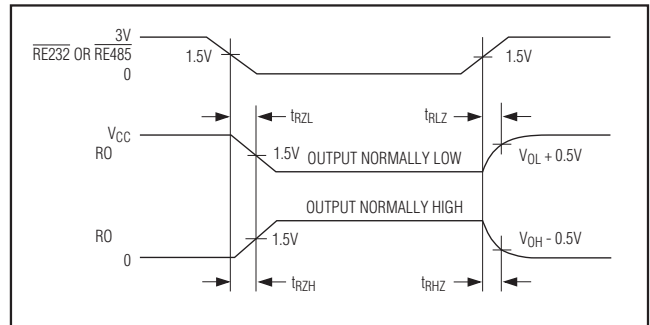 3V
RE232 OR RE485
0
1.5V
1.5V
tRZL
tRLZ
VCC
RO
1.5V
OUTPUT NORMALLY LOW
VOL + 0.5V
OUTPUT NORMALLY HIGH
RO
0
1.5V
VOH - 0.5V
tRZH
tRHZ